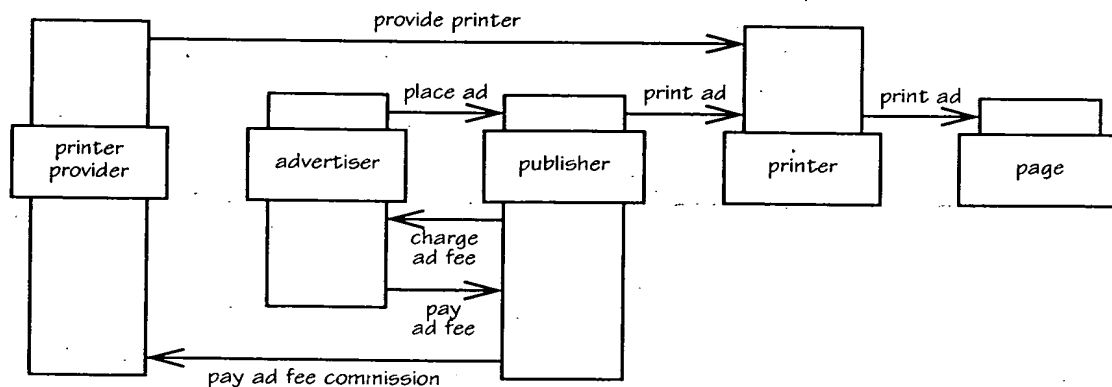 provide printer
place ad
print ad
print ad
printer
provider
advertiser
publisher
printer
page
charge
ad fee
pay
ad fee
pay ad fee commission